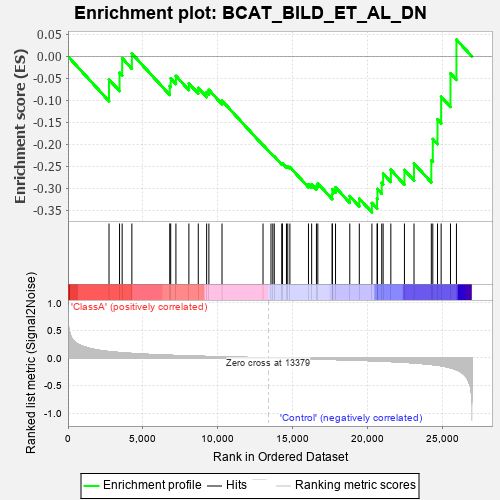 Enrichment plot: BCAT_BILD_ET_AL_DN
Enrichment score (ES)
0.05
0.00
-0.05
-0.10
-0.15
-0.20
-0.25
-0.30
-0.35
Ranked list metric (Signal2Noise)
1.0
0.5
0.0
-0.5
-1.0
'ClassA' (positively correlated)
Zero cross at 13379
'Control' (negatively correlated)
0
5,000
10,000
15,000
20,000
25,000
Rank in Ordered Dataset
Enrichment profile
Hits
Ranking metric scores